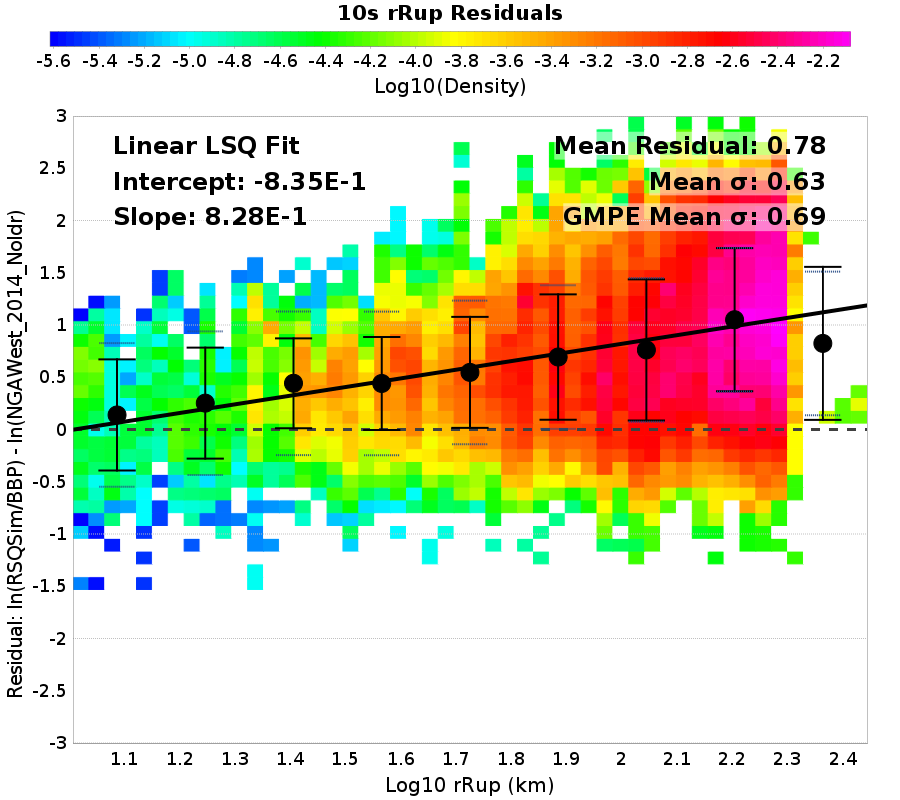 10s rRup Residuals
-5.6 -5.4 -5.2 -5.0 -4.8 -4.6 -4.4 -4.2 -4.0 -3.8 -3.6 -3.4 -3.2 -3.0 -2.8 -2.6 -2.4 -2.2
Log10(Density)
Linear LSQ Fit
Intercept: -8.35E-1
Slope: 8.28E-1
Mean Residual: 0.78
Mean σ: 0.63
GMPE Mean σ: 0.69
Residual: ln(RSQSim/BBP) - ln(NGAWest_2014_NoIdr)
3
2.5
2
1.5
1
0.5
0
-0.5
-1
-1.5
-2
-2.5
-3
1.1 1.2 1.3 1.4 1.5 1.6 1.7 1.8 1.9 2 2.1 2.2 2.3 2.4
Log10 rRup (km)